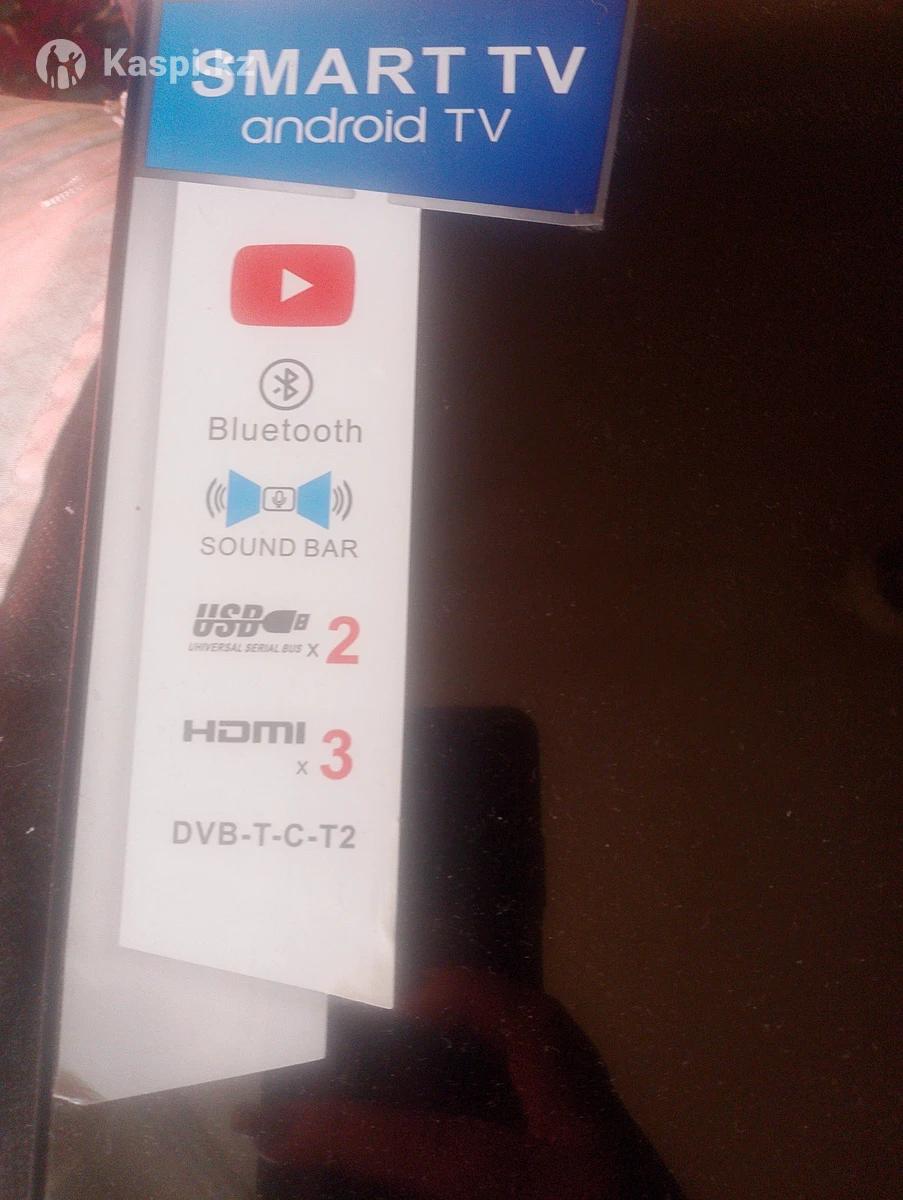 Kaspi.kz
SMART TV
android TV
Bluetooth
SOUND BAR
USB
UNIVERSAL SERIAL BUS x 2
HDMI
x 3
DVB-T-C-T2